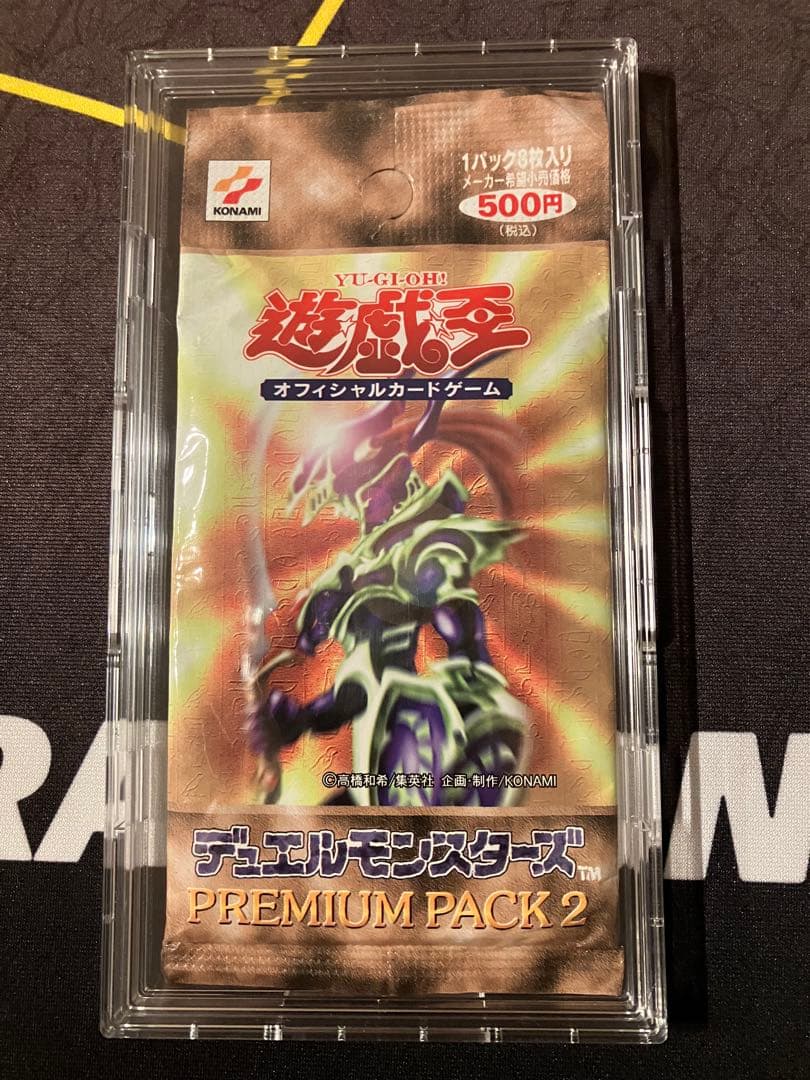 KONAMI
1パック8枚入り
メーカー希望小売価格
500円
(税込)
YU-GI-OH!
遊戯王
オフィシャルカードゲーム
©高橋和希/集英社 企画・制作/KONAMI
デュエルモンスターズ™
PREMIUM PACK 2
RA